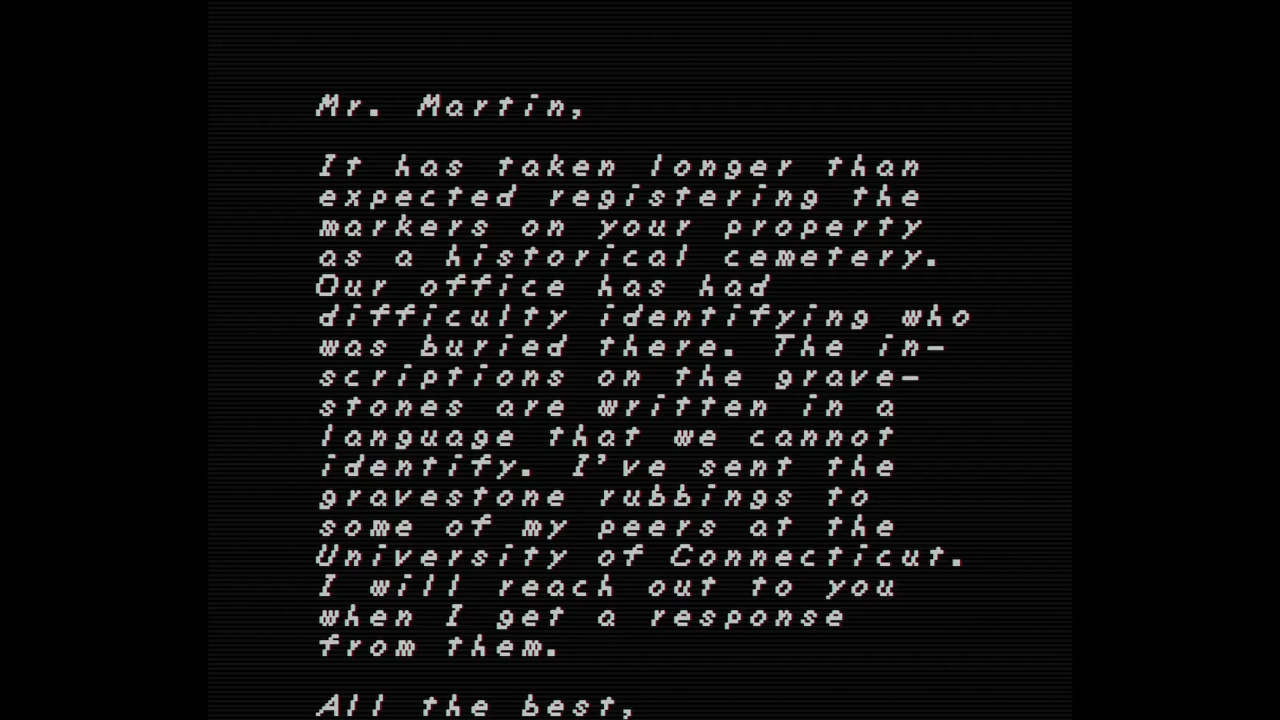 Mr. Martin,
It has taken longer than
expected registering the
markers on your property
as a historical cemetery.
Our office has had
difficulty identifying who
was buried there. The in-
scriptions on the grave-
stones are written in a
language that we cannot
identify. I've sent the
gravestone rubbings to
some of my peers at the
University of Connecticut.
I will reach out to you
when I get a response
from them.
All the best,